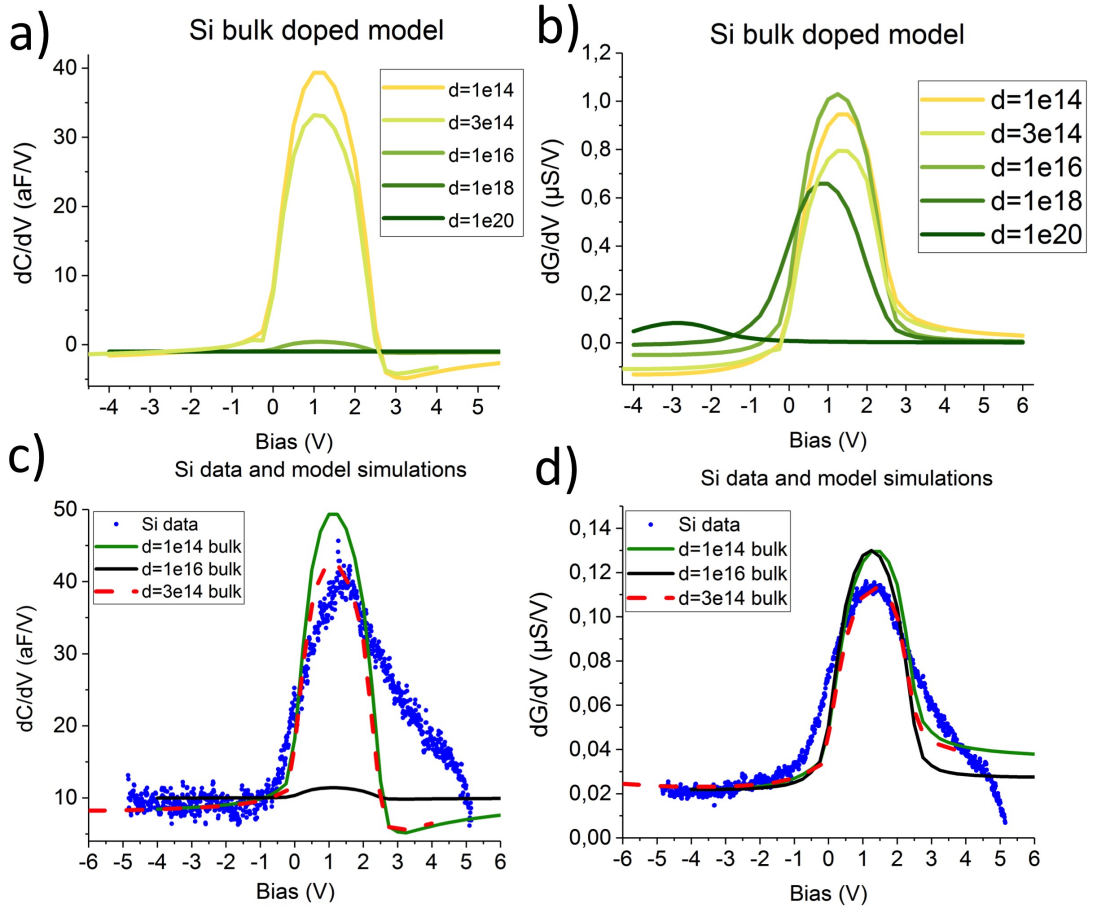 a)
Si bulk doped model
dC/dV (aF/V)
40
30
20
10
0
d=1e14
d=3e14
d=1e16
d=1e18
d=1e20
-4 -3 -2 -1 0 1 2 3 4 5
Bias (V)
b)
Si bulk doped model
dG/dV (µS/V)
1,2
1,0
0,8
0,6
0,4
0,2
0,0
d=1e14
d=3e14
d=1e16
d=1e18
d=1e20
-4 -3 -2 -1 0 1 2 3 4 5 6
Bias (V)
c)
Si data and model simulations
dC/dV (aF/V)
50
40
30
20
10
Si data
d=1e14 bulk
d=1e16 bulk
d=3e14 bulk
-6 -5 -4 -3 -2 -1 0 1 2 3 4 5 6
Bias (V)
d)
Si data and model simulations
dG/dV (µS/V)
0,14
0,12
0,10
0,08
0,06
0,04
0,02
0,00
Si data
d=1e14 bulk
d=1e16 bulk
d=3e14 bulk
-6 -5 -4 -3 -2 -1 0 1 2 3 4 5 6
Bias (V)